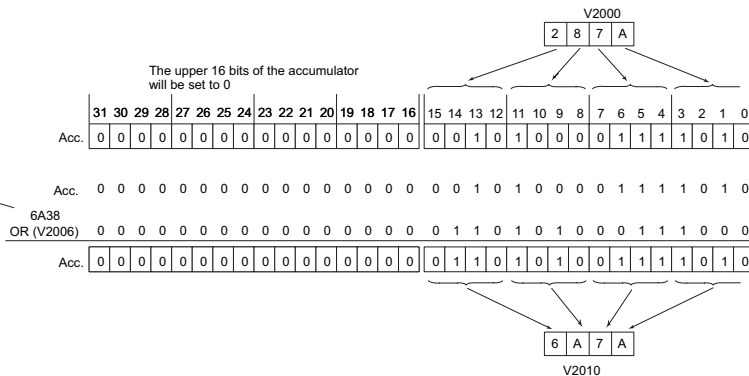 V2000
2 8 7 A
The upper 16 bits of the accumulator
will be set to 0
31 30 29 28 27 26 25 24 23 22 21 20 19 18 17 16 15 14 13 12 11 10 9 8 7 6 5 4 3 2 1 0
Acc. 0 0 0 0 0 0 0 0 0 0 0 0 0 0 0 0 0 0 1 0 1 0 0 0 0 1 1 1 1 0 1 0
Acc. 0 0 0 0 0 0 0 0 0 0 0 0 0 0 0 0 0 0 1 0 1 0 0 0 0 1 1 1 1 0 1 0
6A38
OR (V2006) 0 0 0 0 0 0 0 0 0 0 0 0 0 0 0 0 0 1 1 0 1 0 1 0 0 0 1 1 1 0 0 0
Acc. 0 0 0 0 0 0 0 0 0 0 0 0 0 0 0 0 0 1 1 0 1 0 1 0 0 1 1 1 1 0 1 0
6 A 7 A
V2010